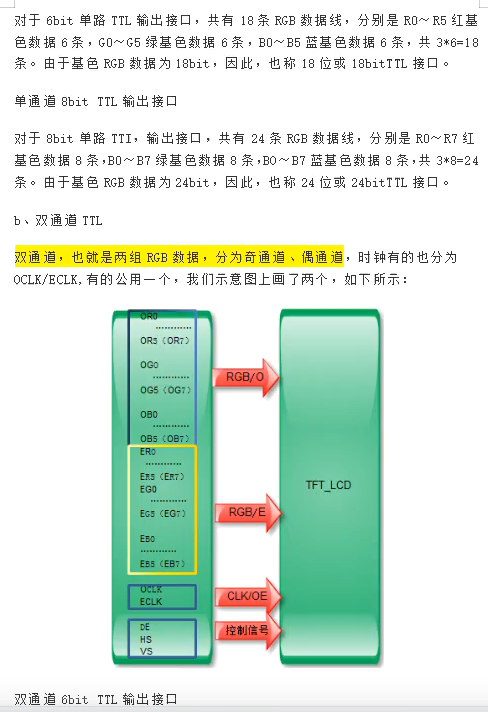 对于 6bit 单路 TTL 输出接口，共有 18 条 RGB 数据线，分别是 R0～R5 红基
色数据 6 条，G0～G5 绿基色数据 6 条，B0～B5 蓝基色数据 6 条，共 3*6=18
条。由于基色 RGB 数据为 18bit，因此，也称 18 位或 18bitTTL 接口。
单通道 8bit TTL 输出接口
对于 8bit 单路 TTI，输出接口，共有 24 条 RGB 数据线，分别是 R0～R7 红
基色数据 8 条，B0～B7 绿基色数据 8 条，B0～B7 蓝基色数据 8 条，共 3*8=24
条。由于基色 RGB 数据为 24bit，因此，也称 24 位或 24bitTTL 接口。
b、双通道 TTL
双通道，也就是两组 RGB 数据，分为奇通道、偶通道，时钟有的也分为
OCLK/ECLK,有的公用一个，我们示意图上画了两个，如下所示：
OR0
............
OR5（OR7）
OG0
............
OG5（OG7）
OB0
............
OB5（OB7）
ER0
............
ER5（ER7）
EG0
............
EG5（EG7）
EB0
............
EB5（EB7）
OCLK
ECLK
DE
HS
VS
RGB/O
RGB/E
CLK/OE
控制信号
TFT_LCD
双通道 6bit TTL 输出接口